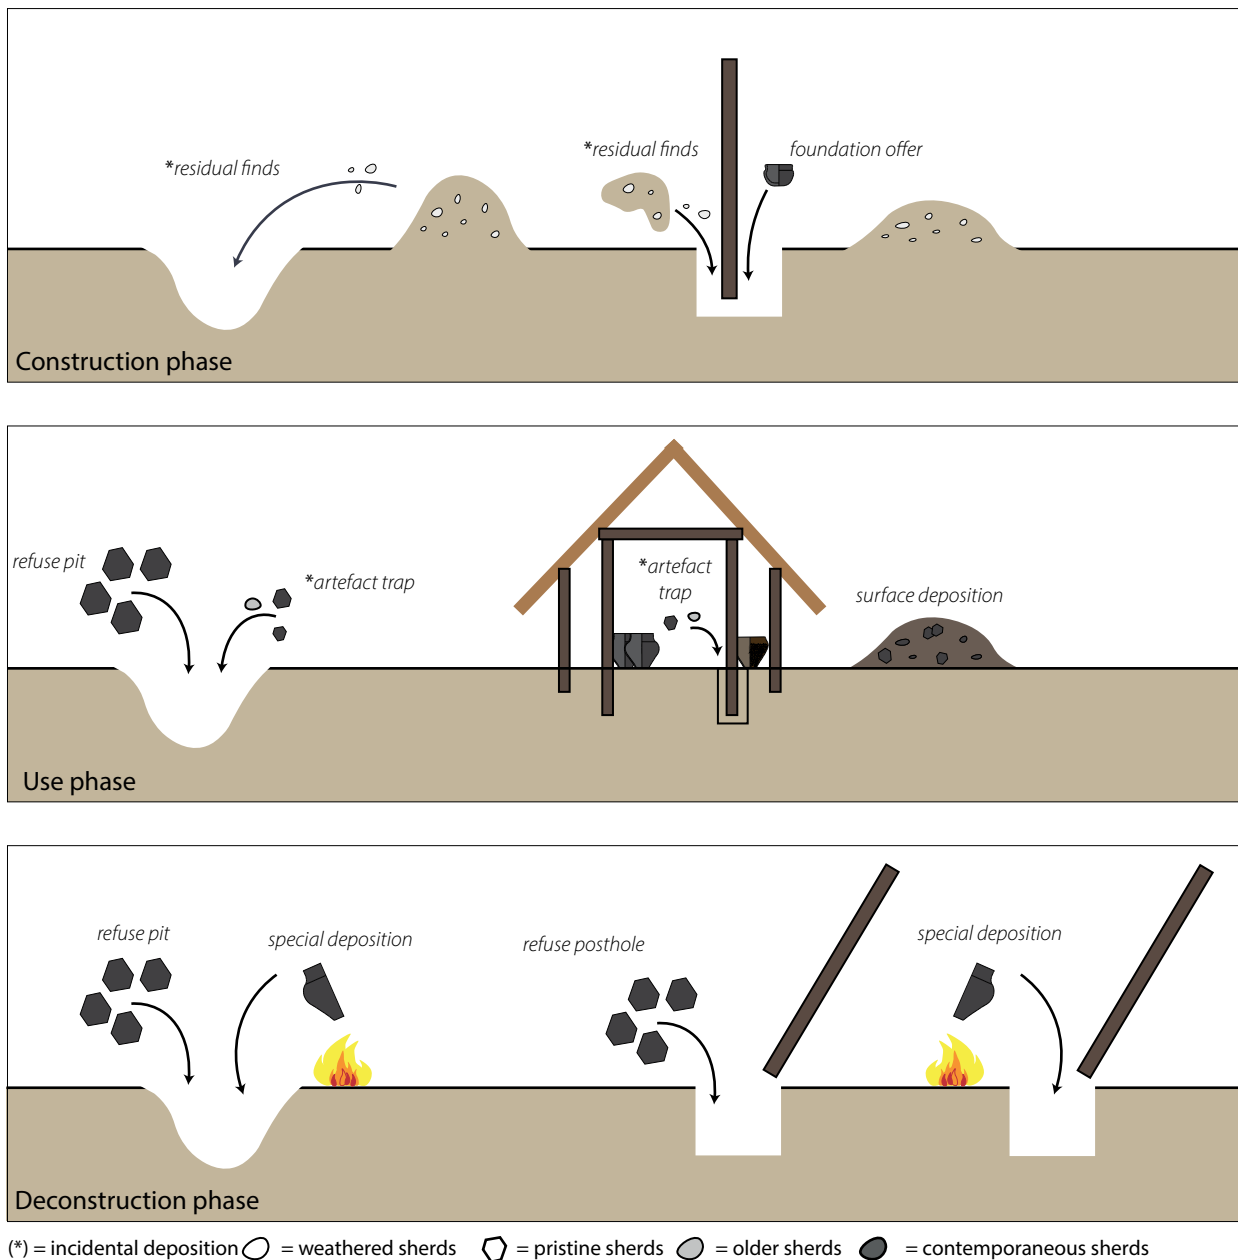 *residual finds
*residual finds
foundation offer
Construction phase
refuse pit
*artefact trap
*artefact
trap
surface deposition
Use phase
refuse pit
special deposition
refuse posthole
special deposition
Deconstruction phase
(*) = incidental deposition = weathered sherds = pristine sherds = older sherds = contemporaneous sherds